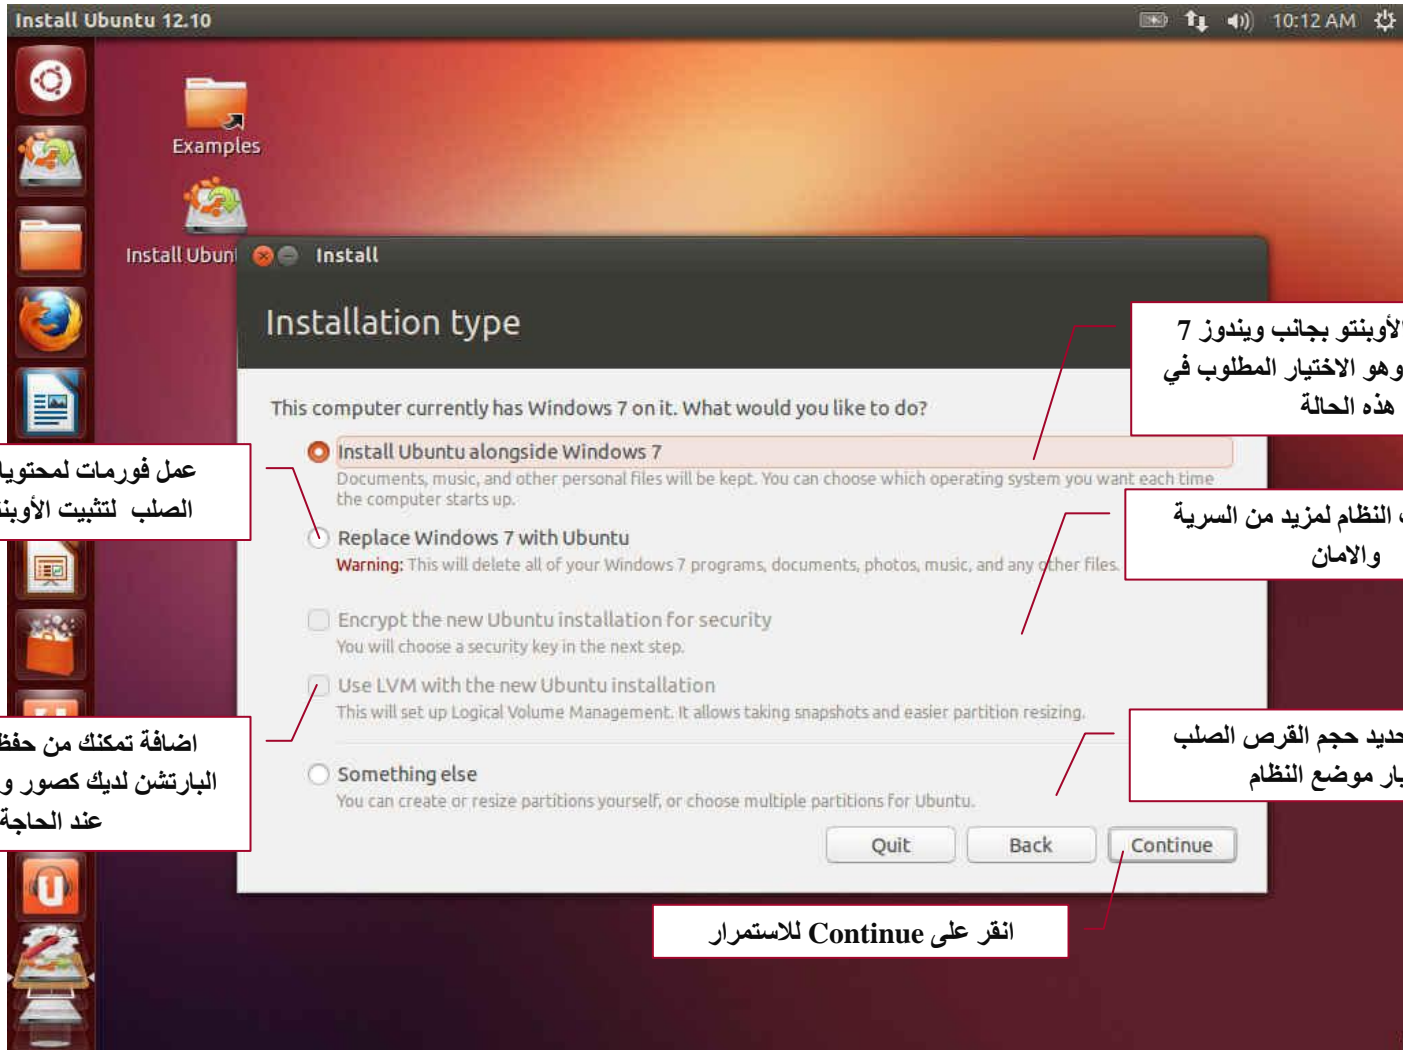 Install Ubuntu 12.10
10:12 AM
Examples
Install
Installation type
This computer currently has Windows 7 on it. What would you like to do?
Install Ubuntu alongside Windows 7
Documents, music, and other personal files will be kept. You can choose which operating system you want each time
the computer starts up.
Replace Windows 7 with Ubuntu
Warning: This will delete all of your Windows 7 programs, documents, photos, music, and any other files.
Encrypt the new Ubuntu installation for security
You will choose a security key in the next step.
Use LVM with the new Ubuntu installation
This will set up Logical Volume Management. It allows taking snapshots and easier partition resizing.
Something else
You can create or resize partitions yourself, or choose multiple partitions for Ubuntu.
Quit
Back
Continue
الأوبنتو بجانب ويندوز 7
وهو الاختيار المطلوب في
هذه الحالة
عمل فورمات
الصلب لتثبيت
النظام لمزيد من السرية
والامان
اضافة تمكنك من
البارتشن لديك كصور
عند الحاجة
حجم القرص الصلب
موضع النظام
انقر على Continue للاستمرار